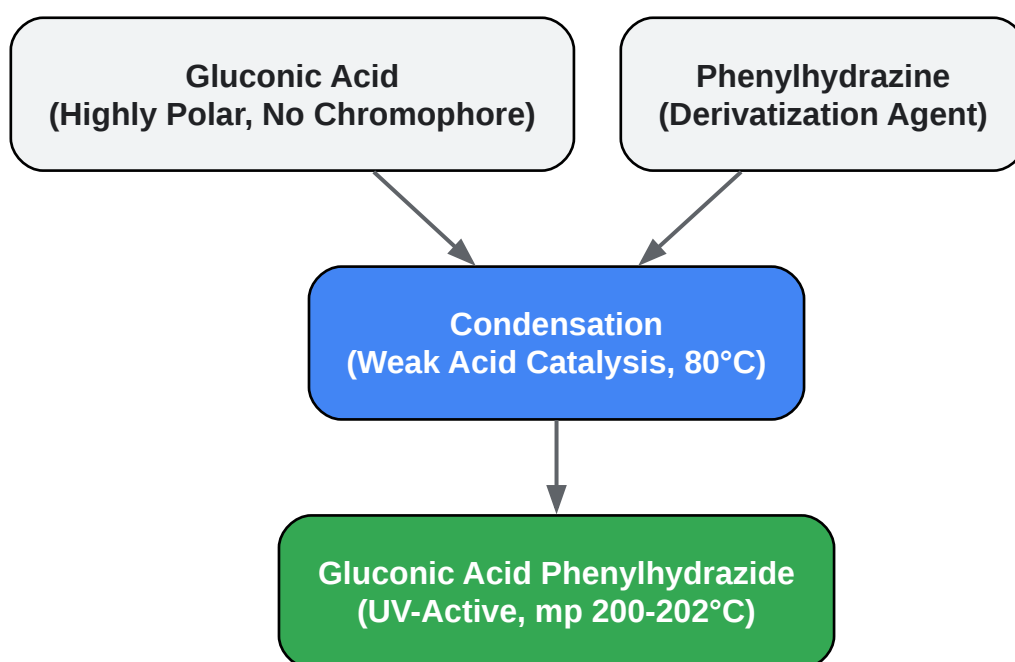 Gluconic Acid
(Highly Polar, No Chromophore)
Phenylhydrazine
(Derivatization Agent)
Condensation
(Weak Acid Catalysis, 80°C)
Gluconic Acid Phenylhydrazide
(UV-Active, mp 200-202°C)